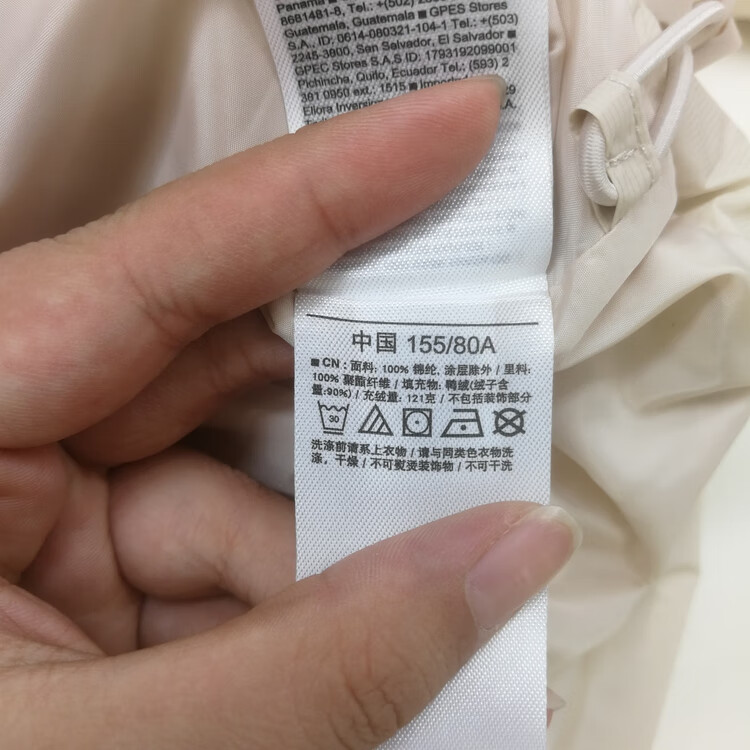 Panama ■
8681481-8, Tel.: +(502)
Guatemala, Guatemala ■ GPES Stores
S.A., ID: 0614-080321-104-1 Tel.: +(503)
2245-3800, San Salvador, El Salvador ■
GPEC Stores S.A.S ID: 1793192099001
Pichincha, Quito, Ecuador Tel.: (593) 2
381 0950 ext.: 1515 ■
Eliora
中国 155/80A
■ CN: 面料: 100% 锦纶, 涂层除外 / 里料:
100% 聚酯纤维 / 填充物: 鸭绒(绒子含
量:90%) / 充绒量: 121克 / 不包括装饰部分
30
洗涤前请系上衣物 / 请与同类色衣物洗
涤, 干燥 / 不可熨烫装饰物 / 不可干洗